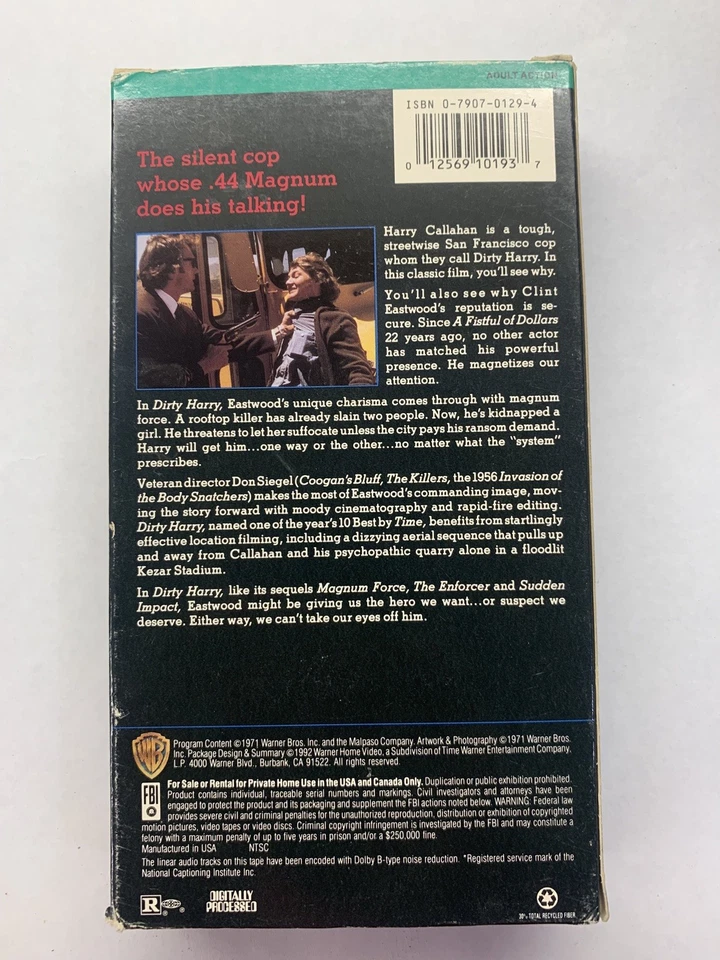 ADULT ACTION
ISBN 0-7907-0129-4
0 12569 10193 7
The silent cop
whose .44 Magnum
does his talking!
Harry Callahan is a tough,
streetwise San Francisco cop
whom they call Dirty Harry. In
this classic film, you'll see why.
You'll also see why Clint
Eastwood's reputation is se-
cure. Since A Fistful of Dollars
22 years ago, no other actor
has matched his powerful
presence. He magnetizes our
attention.
In Dirty Harry, Eastwood's unique charisma comes through with magnum
force. A rooftop killer has already slain two people. Now, he's kidnapped a
girl. He threatens to let her suffocate unless the city pays his ransom demand.
Harry will get him...one way or the other...no matter what the "system"
prescribes.
Veteran director Don Siegel (Coogan's Bluff, The Killers, the 1956 Invasion of
the Body Snatchers) makes the most of Eastwood's commanding image, mov-
ing the story forward with moody cinematography and rapid-fire editing.
Dirty Harry, named one of the year's 10 Best by Time, benefits from startlingly
effective location filming, including a dizzying aerial sequence that pulls up
and away from Callahan and his psychopathic quarry alone in a floodlit
Kezar Stadium.
In Dirty Harry, like its sequels Magnum Force, The Enforcer and Sudden
Impact, Eastwood might be giving us the hero we want...or suspect we
deserve. Either way, we can't take our eyes off him.
WB
Program Content ©1971 Warner Bros. Inc. and the Malpaso Company. Artwork & Photography ©1971 Warner Bros.
Inc. Package Design & Summary ©1992 Warner Home Video, a Subdivision of Time Warner Entertainment Company,
L.P. 4000 Warner Blvd., Burbank, CA 91522. All rights reserved.
FBI
For Sale or Rental for Private Home Use in the USA and Canada Only. Duplication or public exhibition prohibited.
Product contains individual, traceable serial numbers and markings. Civil investigators and attorneys have been
engaged to protect the product and its packaging and supplement the FBI actions noted below. WARNING: Federal law
provides severe civil and criminal penalties for the unauthorized reproduction, distribution or exhibition of copyrighted
motion pictures, video tapes or video discs. Criminal copyright infringement is investigated by the FBI and may constitute a
felony with a maximum penalty of up to five years in prison and/or a $250,000 fine.
Manufactured in USA NTSC
The linear audio tracks on this tape have been encoded with Dolby B-type noise reduction. *Registered service mark of the
National Captioning Institute Inc.
R
DIGITALLY
PROCESSED
30% TOTAL RECYCLED FIBER